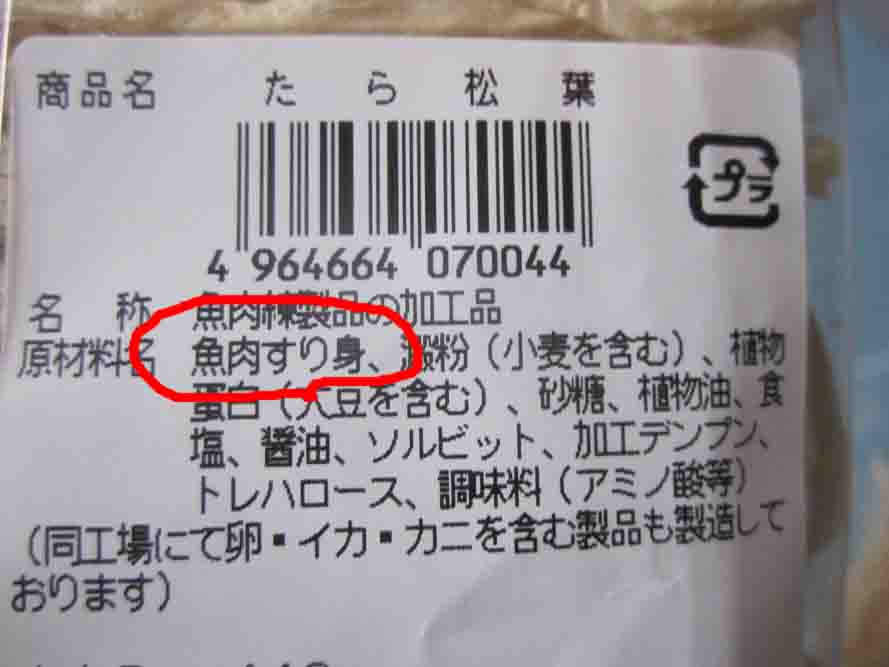 商品名 たら松葉
プラ
4 964664 070044
名称 魚肉練製品の加工品
原材料名 魚肉すり身、澱粉（小麦を含む）、植物
蛋白（大豆を含む）、砂糖、植物油、食
塩、醤油、ソルビット、加工デンプン、
トレハロース、調味料（アミノ酸等）
（同工場にて卵・イカ・カニを含む製品も製造して
おります）